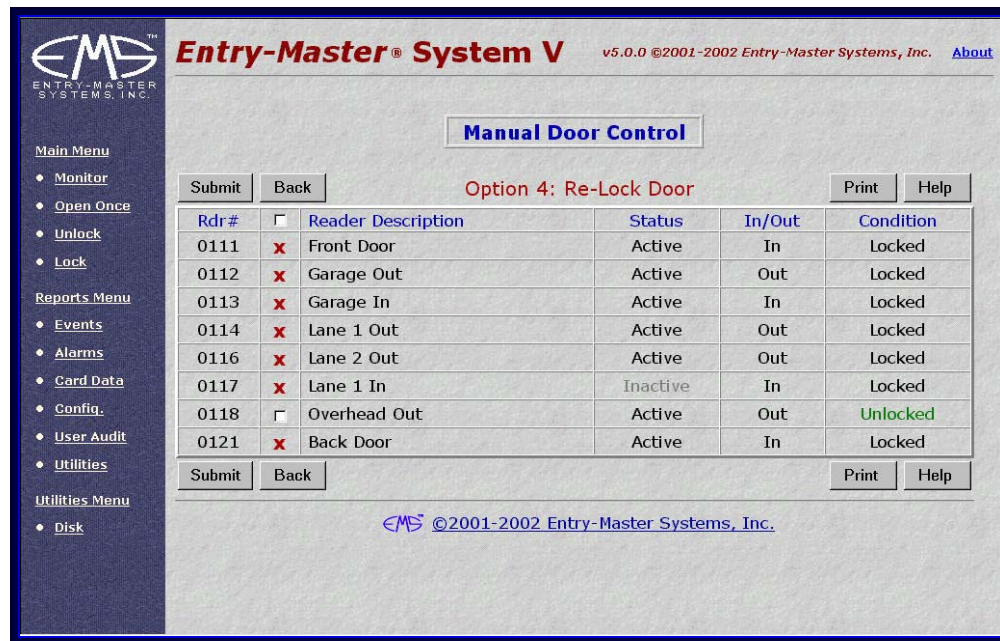 EMS TM
ENTRY-MASTER
SYSTEMS, INC.
Entry-Master® System V v5.0.0 ©2001-2002 Entry-Master Systems, Inc. About
Main Menu
Monitor
Open Once
Unlock
Lock
Reports Menu
Events
Alarms
Card Data
Config.
User Audit
Utilities
Utilities Menu
Disk
Manual Door Control
Submit Back Option 4: Re-Lock Door Print Help
Rdr# Reader Description Status In/Out Condition
0111 x Front Door Active In Locked
0112 x Garage Out Active Out Locked
0113 x Garage In Active In Locked
0114 x Lane 1 Out Active Out Locked
0116 x Lane 2 Out Active Out Locked
0117 x Lane 1 In Inactive In Locked
0118 Overhead Out Active Out Unlocked
0121 x Back Door Active In Locked
Submit Back Print Help
EMS ©2001-2002 Entry-Master Systems, Inc.